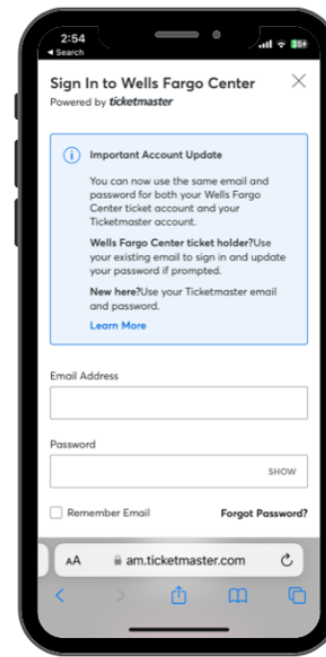 2:54
Search
Sign In to Wells Fargo Center
Powered by ticketmaster
Important Account Update
You can now use the same email and
password for both your Wells Fargo
Center ticket account and your
Ticketmaster account.
Wells Fargo Center ticket holder?Use
your existing email to sign in and update
your password if prompted.
New here?Use your Ticketmaster email
and password.
Learn More
Email Address
Password
SHOW
Remember Email Forgot Password?
AA am.ticketmaster.com